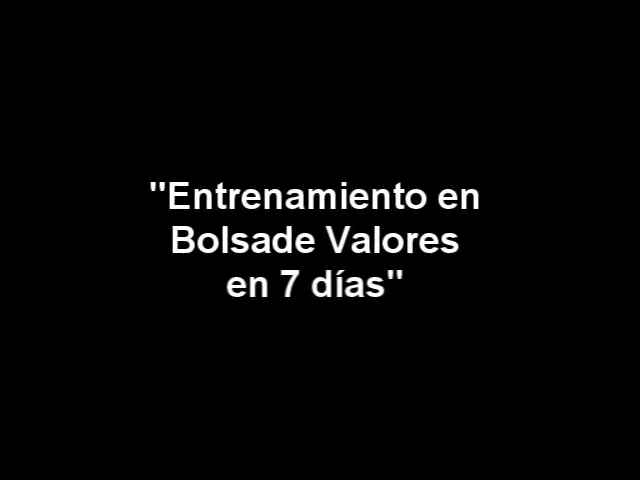 "Entrenamiento en
Bolsade Valores
en 7 días"